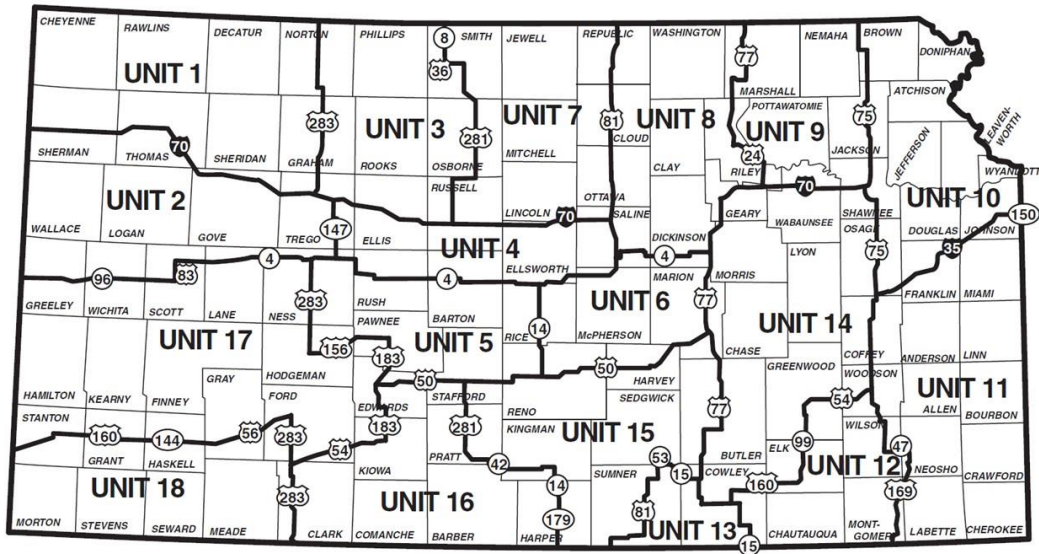 CHEYENNE
RAWLINS
DECATUR
NORTON
PHILLIPS
8
SMITH
JEWELL
REPUBLIC
WASHINGTON
77
NEMAHA
BROWN
DONIPHAN
36
UNIT 1
MARSHALL
ATCHISON
UNIT 7
UNIT 8
POTTAWATOMIE
LEAVEN-
WORTH
283
UNIT 3
281
81
CLOUD
UNIT 9
75
70
SHERMAN
THOMAS
SHERIDAN
GRAHAM
ROOKS
OSBORNE
MITCHELL
CLAY
24
RILEY
JACKSON
JEFFERSON
WYANDOTT
RUSSELL
OTTAWA
70
UNIT 2
LINCOLN
70
SALINE
GEARY
WABAUNSEE
SHAWNEE
UNIT 10
150
WALLACE
LOGAN
GOVE
TREGO
147
ELLIS
UNIT 4
DICKINSON
LYON
OSAGE
DOUGLAS
JOHNSON
35
4
ELLSWORTH
4
MARION
MORRIS
75
96
83
4
FRANKLIN
MIAMI
GREELEY
WICHITA
SCOTT
LANE
NESS
283
RUSH
BARTON
UNIT 6
77
UNIT 17
PAWNEE
UNIT 5
RICE
14
McPHERSON
UNIT 14
156
183
CHASE
COFFEY
ANDERSON
LINN
50
50
GREENWOOD
WOODSON
HAMILTON
KEARNY
FINNEY
GRAY
HODGEMAN
FORD
EDWARDS
STAFFORD
RENO
HARVEY
SEDGWICK
UNIT 11
STANTON
183
281
KINGMAN
77
54
ALLEN
BOURBON
160
144
56
283
54
UNIT 15
WILSON
GRANT
HASKELL
KIOWA
PRATT
42
53
BUTLER
ELK
99
47
NEOSHO
UNIT 18
283
UNIT 16
14
SUMNER
15
COWLEY
160
UNIT 12
169
CRAWFORD
81
MORTON
STEVENS
SEWARD
MEADE
CLARK
COMANCHE
BARBER
HARPER
179
UNIT 13
15
CHAUTAUQUA
MONT-
GOMER
LABETTE
CHEROKEE